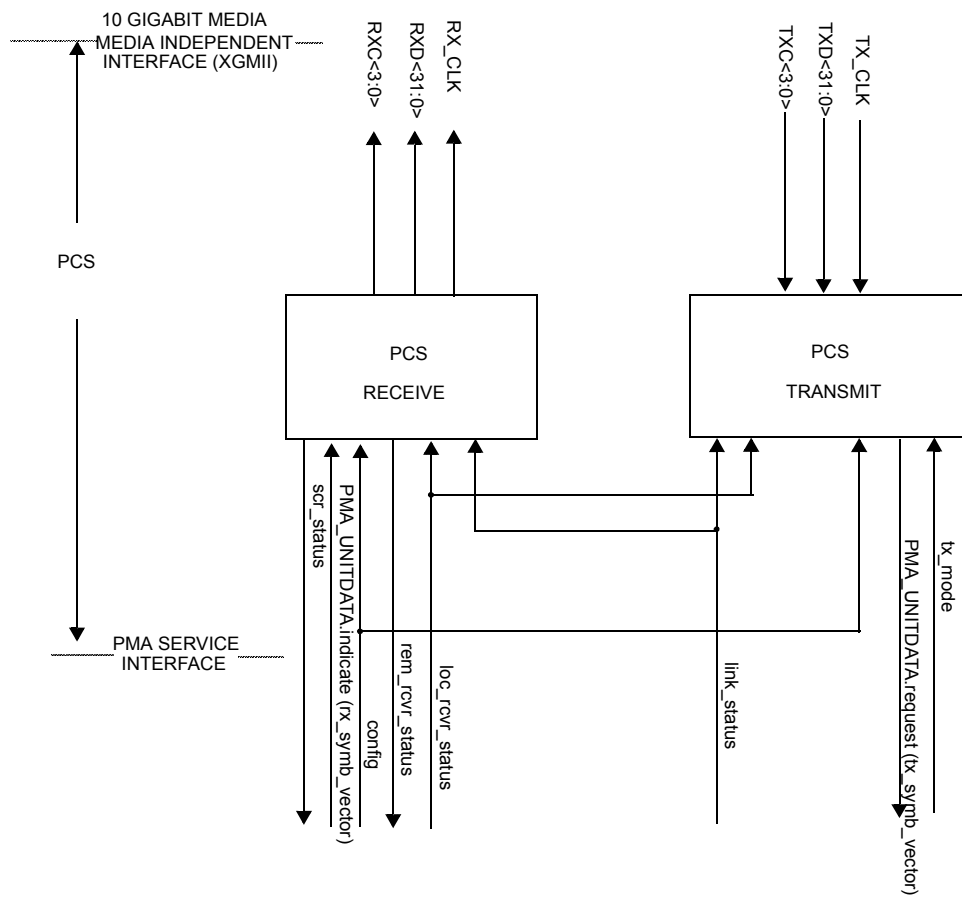 10 GIGABIT MEDIA
MEDIA INDEPENDENT
INTERFACE (XGMII)
RXC<3:0>
RXD<31:0>
RX_CLK
TXC<3:0>
TXD<31:0>
TX_CLK
PCS
PCS
RECEIVE
PCS
TRANSMIT
scr_status
PMA_UNITDATA.indicate (rx_symb_vector)
config
rem_rcvr_status
loc_rcvr_status
link_status
PMA_UNITDATA.request (tx_symb_vector)
tx_mode
PMA SERVICE
INTERFACE